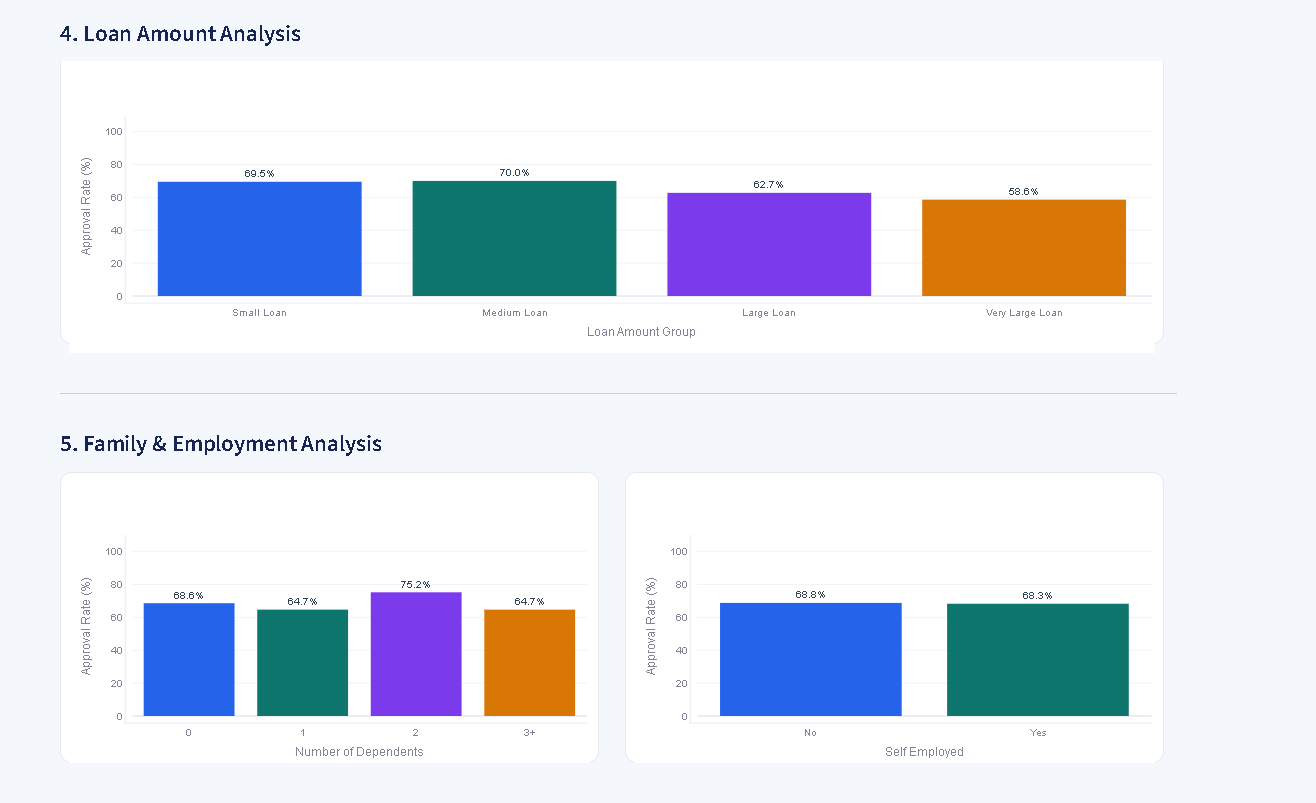 4. Loan Amount Analysis
Approval Rate (%)
100
80
60
40
20
0
69.5%
70.0%
62.7%
58.6%
Small Loan
Medium Loan
Large Loan
Very Large Loan
Loan Amount Group
5. Family & Employment Analysis
Approval Rate (%)
100
80
60
40
20
0
68.6%
64.7%
75.2%
64.7%
0
1
2
3+
Number of Dependents
Approval Rate (%)
100
80
60
40
20
0
68.8%
68.3%
No
Yes
Self Employed